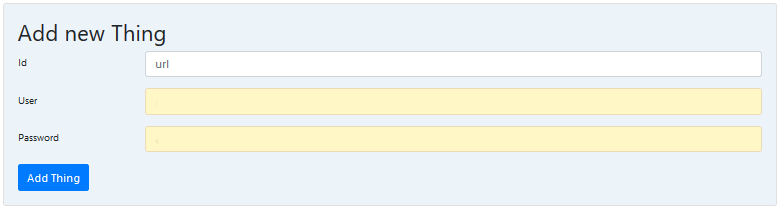 Add new Thing
Id
url
User
Password
Add Thing